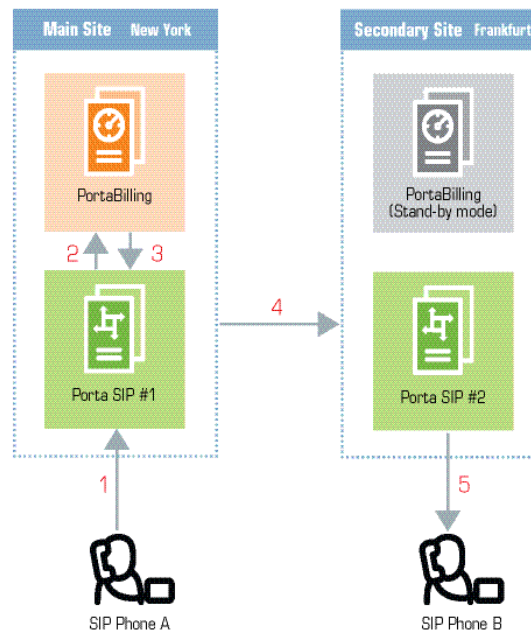 Main Site New York
Secondary Site Frankfurt
PortaBilling
PortaBilling
(Stand-by mode)
2
3
4
Porta SIP #1
Porta SIP #2
1
5
SIP Phone A
SIP Phone B